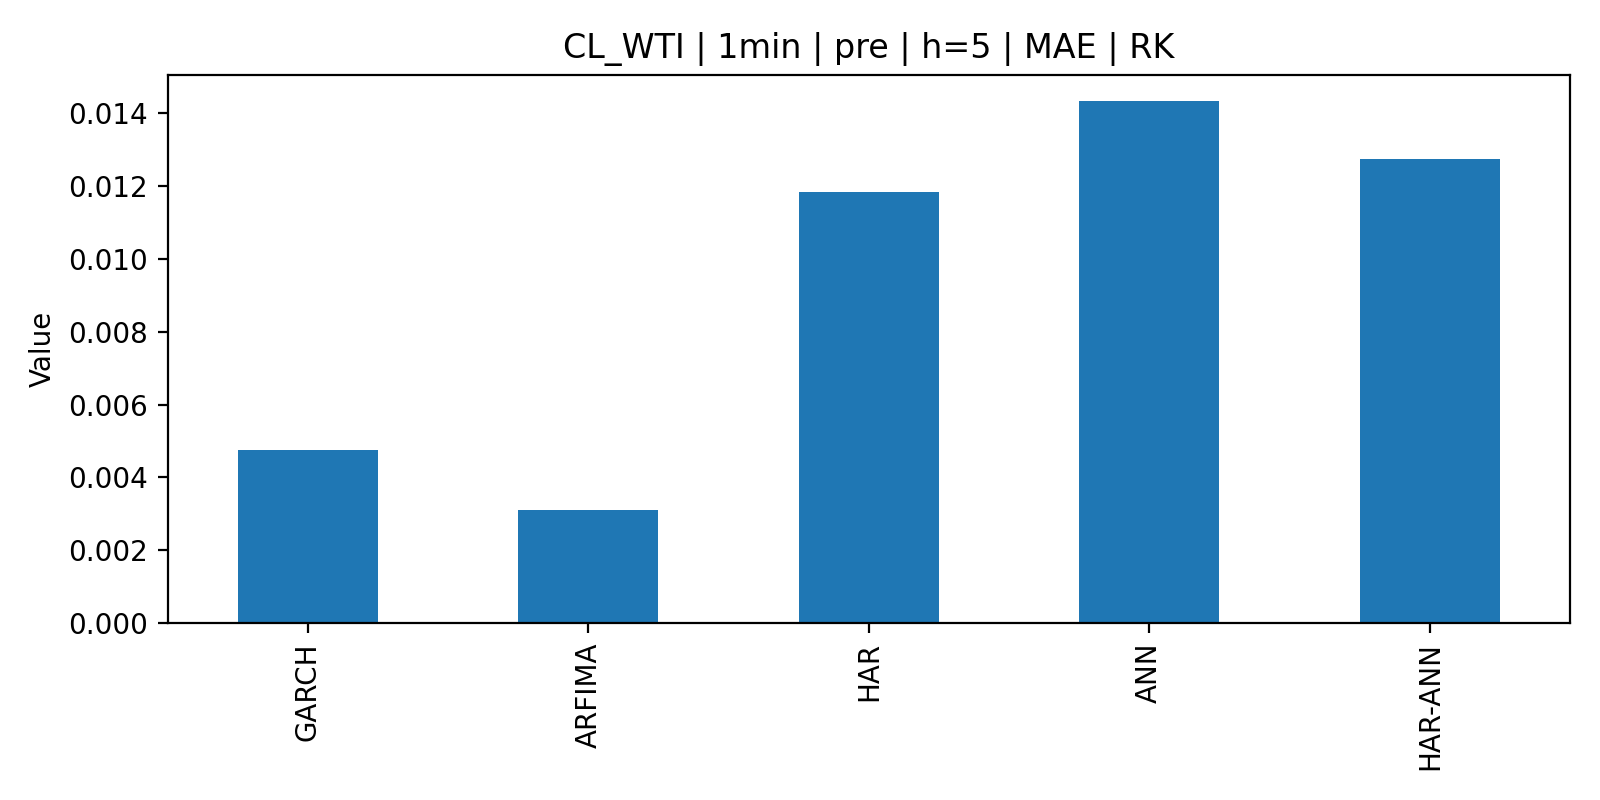 CL_WTI | 1min | pre | h=5 | MAE | RK
Value
0.014
0.012
0.010
0.008
0.006
0.004
0.002
0.000
GARCH
ARFIMA
HAR
ANN
HAR-ANN